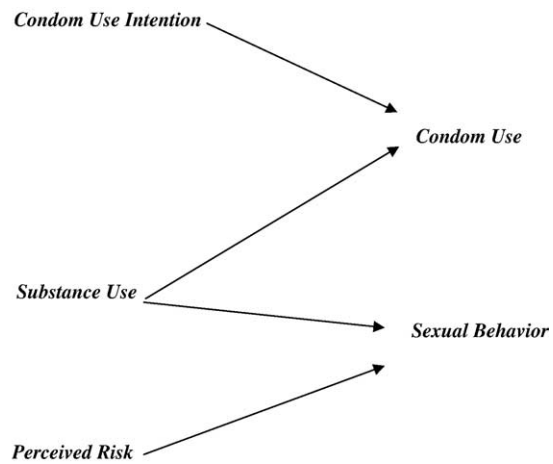 Condom Use Intention
Condom Use
Substance Use
Sexual Behavior
Perceived Risk